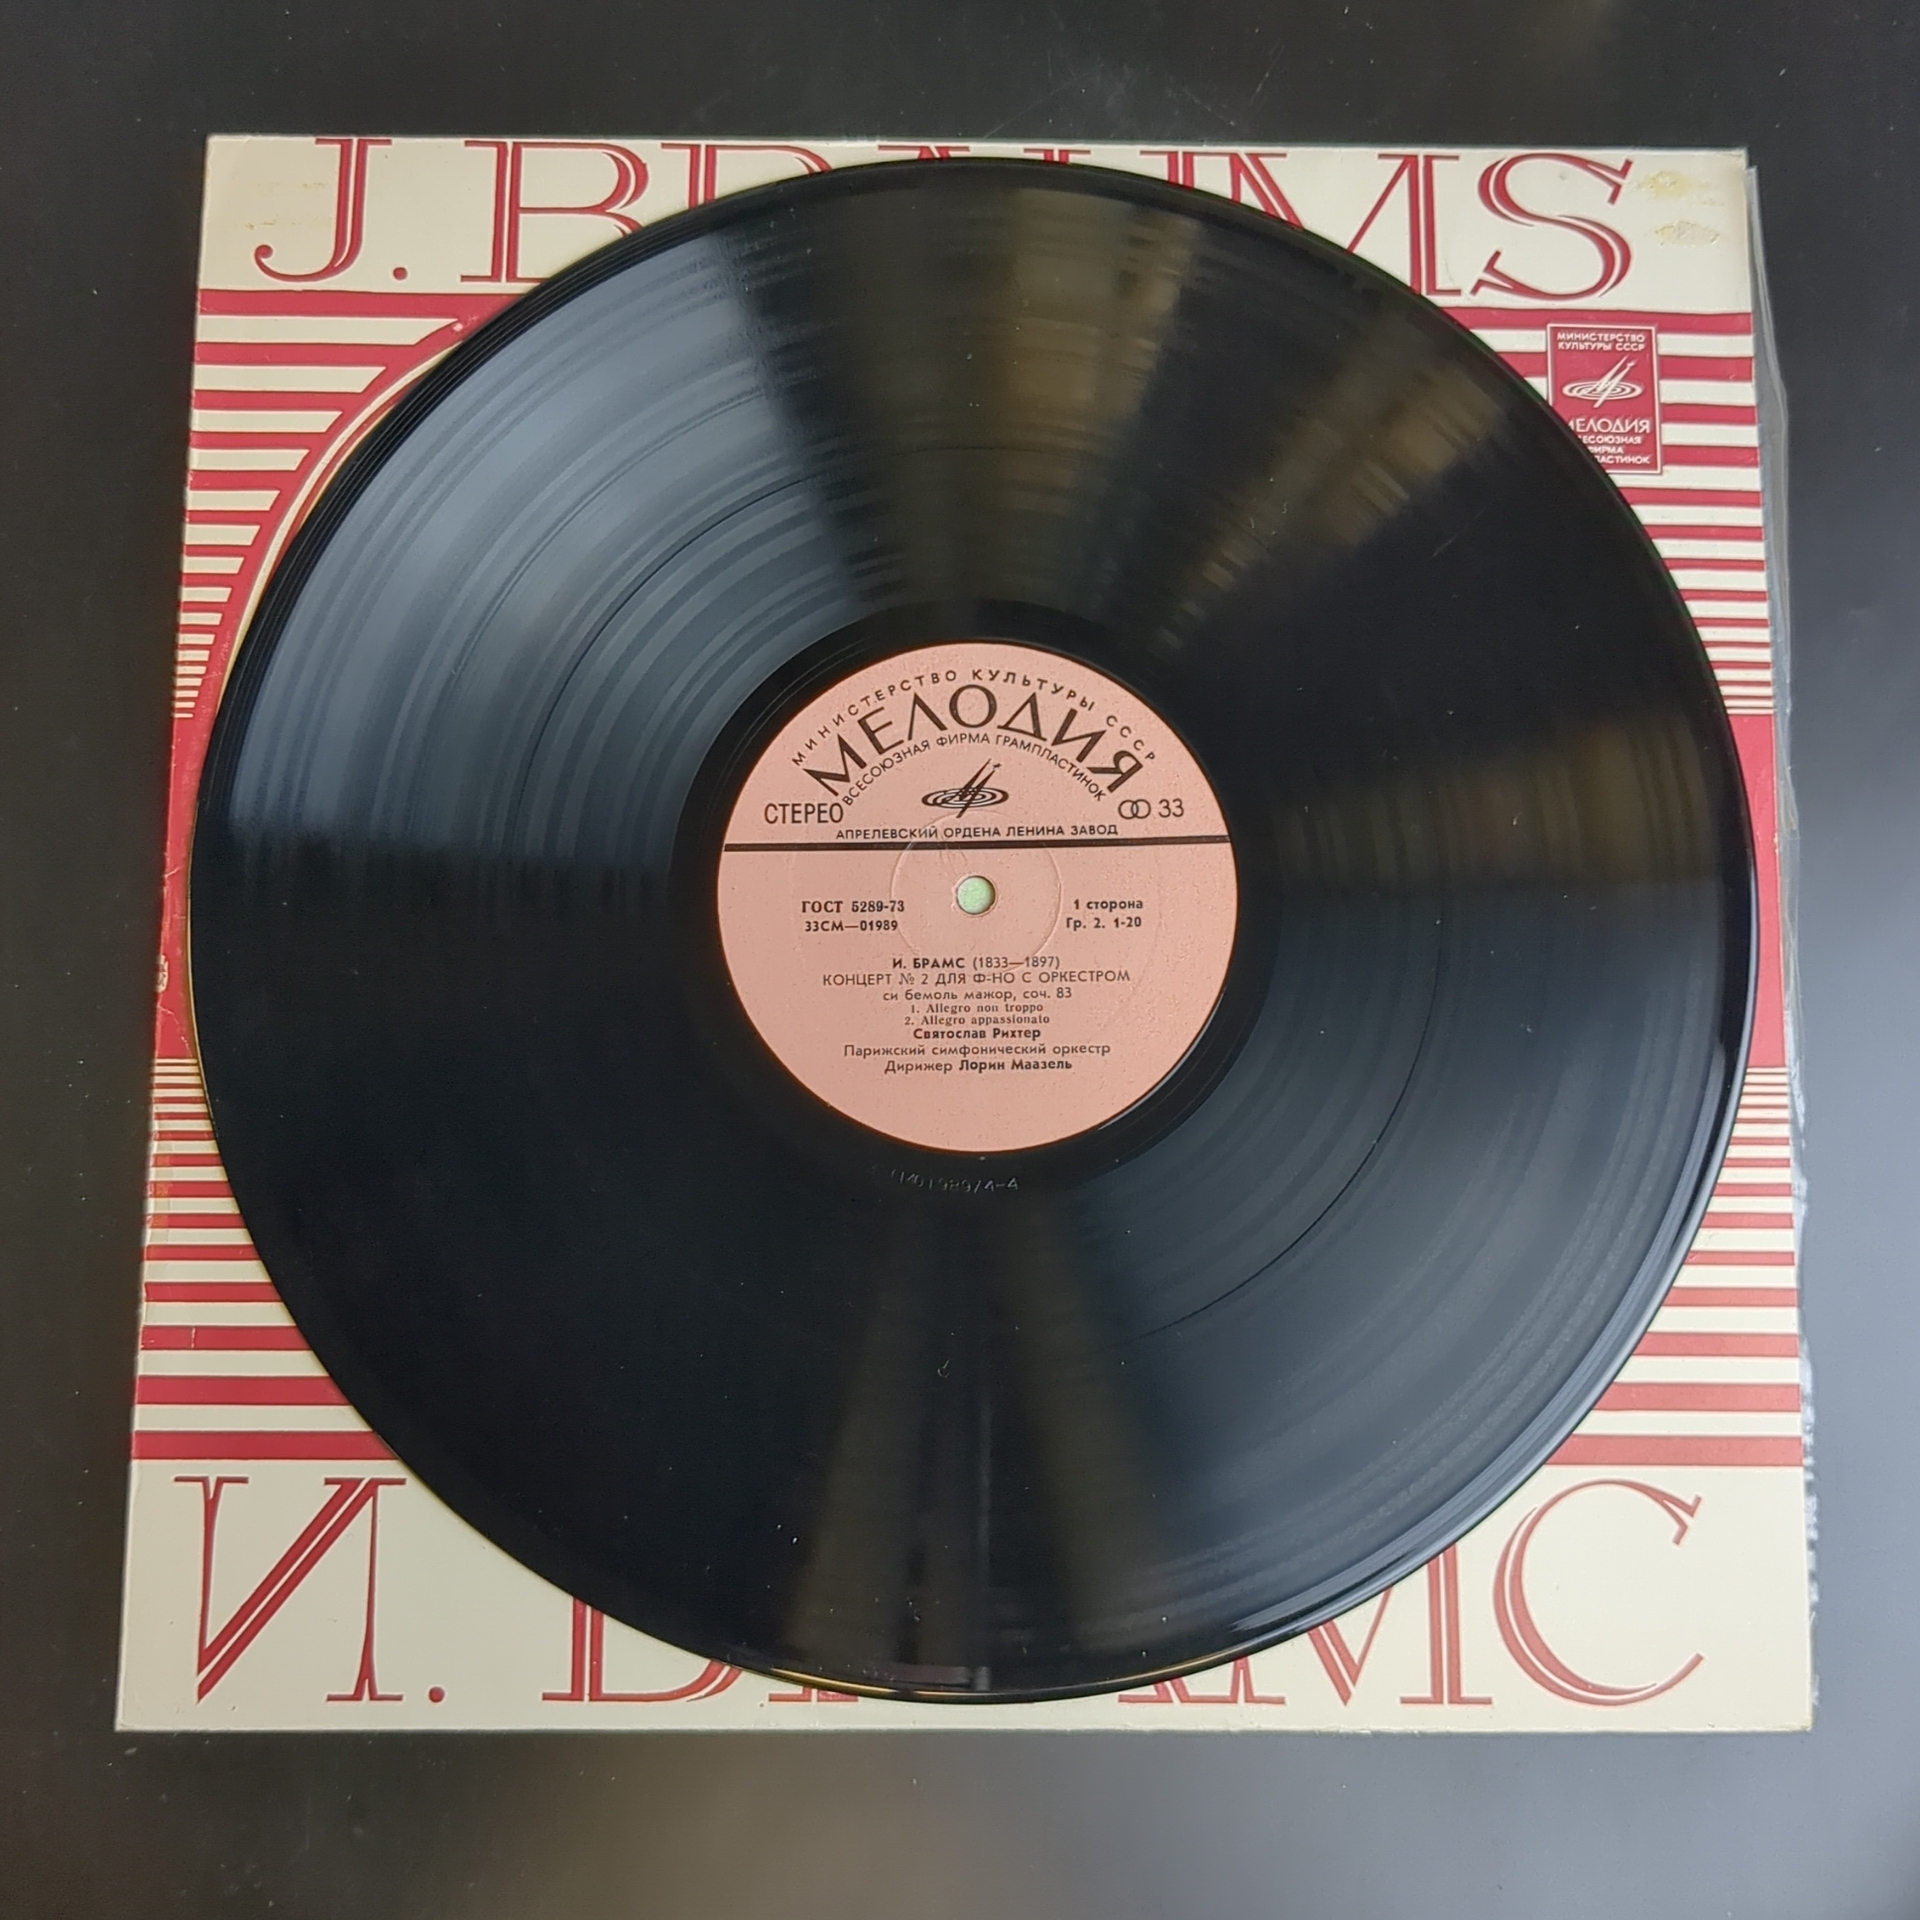 J. BRAHMS
МИНИСТЕРСТВО
КУЛЬТУРЫ СССР
МЕЛОДИЯ
МИНИСТЕРСТВО КУЛЬТУРЫ СССР
МЕЛОДИЯ
ВСЕСОЮЗНАЯ ФИРМА ГРАМПЛАСТИНОК
СТЕРЕО
33
АПРЕЛЕВСКИЙ ОРДЕНА ЛЕНИНА ЗАВОД
ГОСТ 5289-73
1 сторона
33СМ—01989
Гр. 2. 1-20
И. БРАМС (1833—1897)
КОНЦЕРТ № 2 ДЛЯ Ф-НО С ОРКЕСТРОМ
си бемоль мажор, соч. 83
1. Allegro non troppo
2. Allegro appassionato
Святослав Рихтер
Парижский симфонический оркестр
Дирижер Лорин Маазель
И. БРАМС